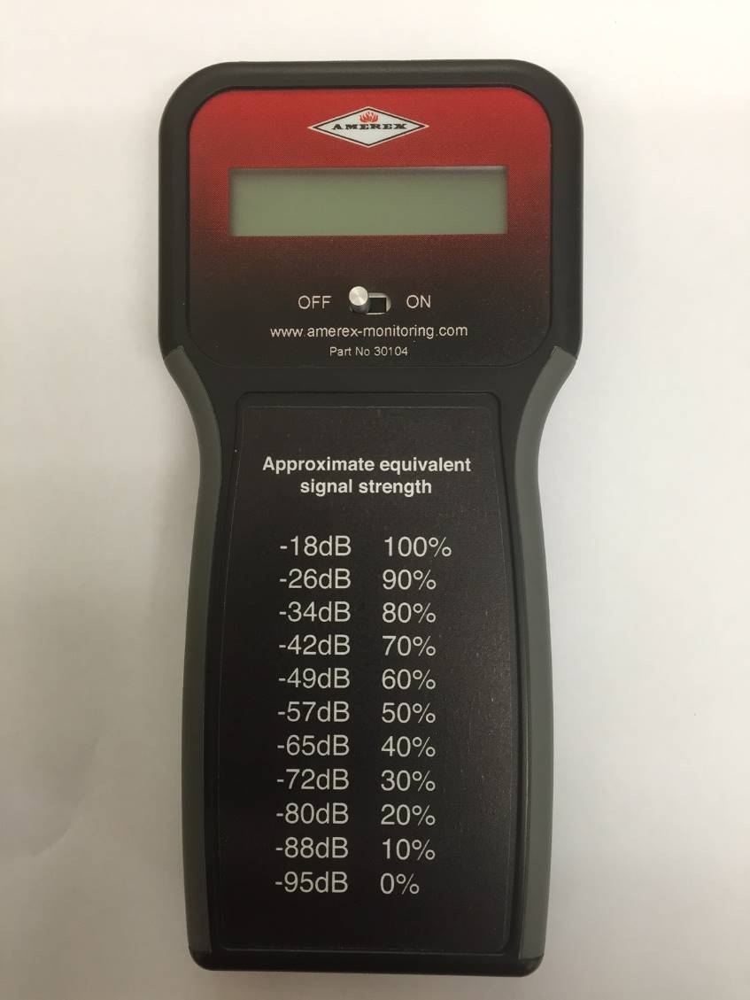 AMEREX
OFF ON
www.amerex-monitoring.com
Part No 30104
Approximate equivalent
signal strength
-18dB 100%
-26dB 90%
-34dB 80%
-42dB 70%
-49dB 60%
-57dB 50%
-65dB 40%
-72dB 30%
-80dB 20%
-88dB 10%
-95dB 0%